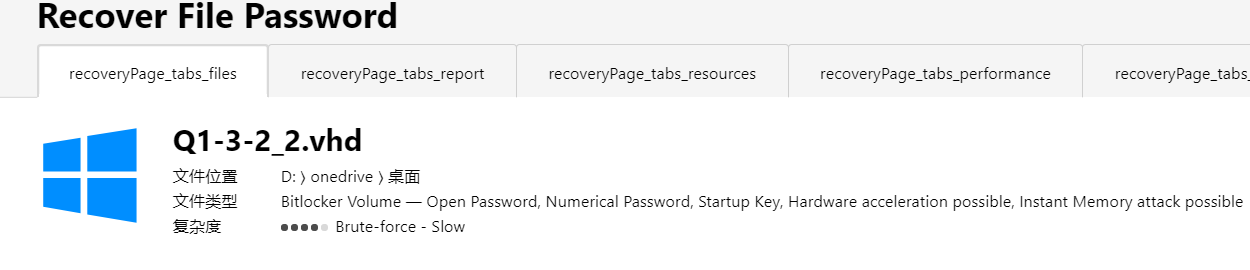 Recover File Password
recoveryPage_tabs_files recoveryPage_tabs_report recoveryPage_tabs_resources recoveryPage_tabs_performance recoveryPage_tabs_
Q1-3-2_2.vhd
文件位置 D: 〉 onedrive 〉 桌面
文件类型 Bitlocker Volume — Open Password, Numerical Password, Startup Key, Hardware acceleration possible, Instant Memory attack possible
复杂度 Brute-force - Slow